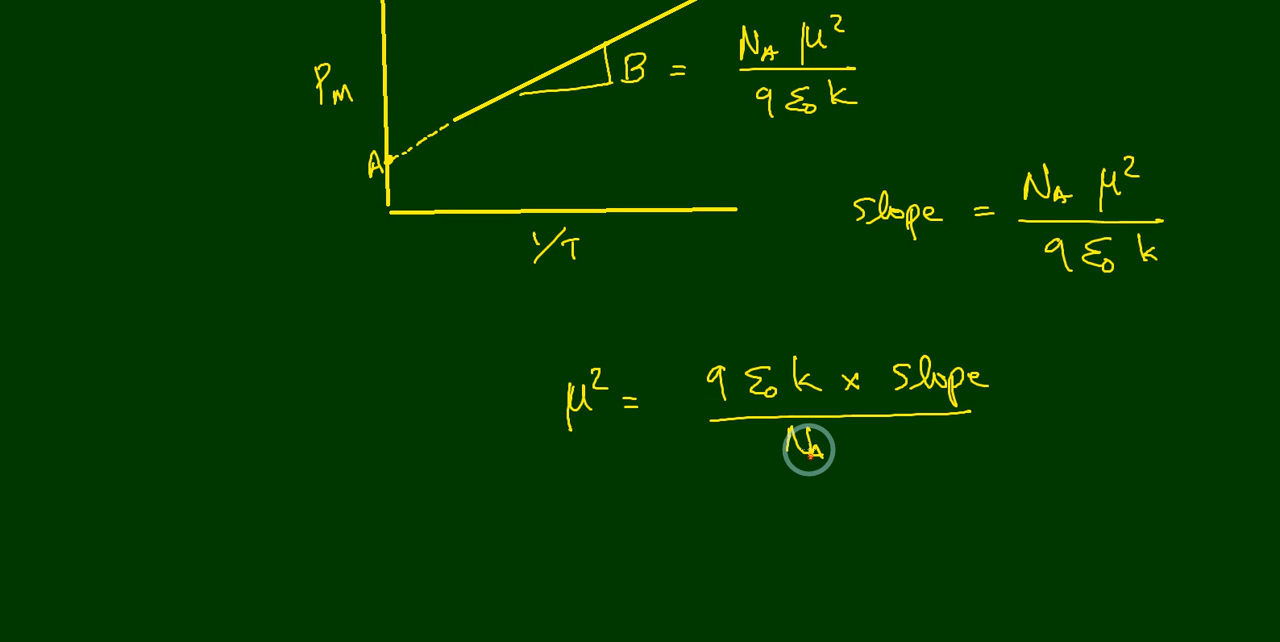 P_M
A
1/T
B = N_A μ² / 9 ε₀ k
slope = N_A μ² / 9 ε₀ k
μ² = 9 ε₀ k × slope / N_A